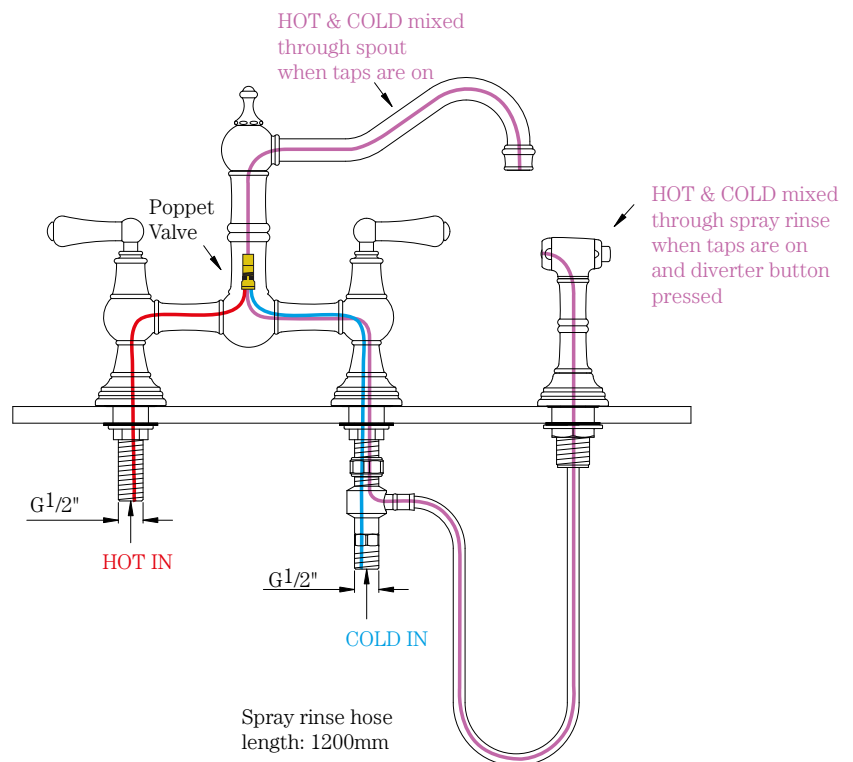 HOT & COLD mixed
through spout
when taps are on
Poppet
Valve
HOT & COLD mixed
through spray rinse
when taps are on
and diverter button
pressed
G1/2"
HOT IN
G1/2"
COLD IN
Spray rinse hose
length: 1200mm